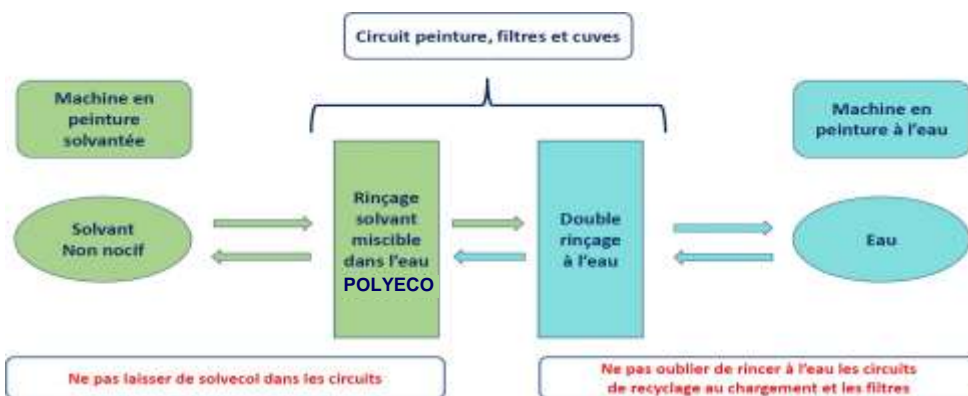 Circuit peinture, filtres et cuves
Machine en
peinture
solvantée
Machine en
peinture à l'eau
Solvant
Non nocif
Rinçage
solvant
miscible
dans l'eau
POLYECO
Double
rinçage
à l'eau
Eau
Ne pas laisser de solvecol dans les circuits
Ne pas oublier de rincer à l'eau les circuits
de recyclage au chargement et les filtres